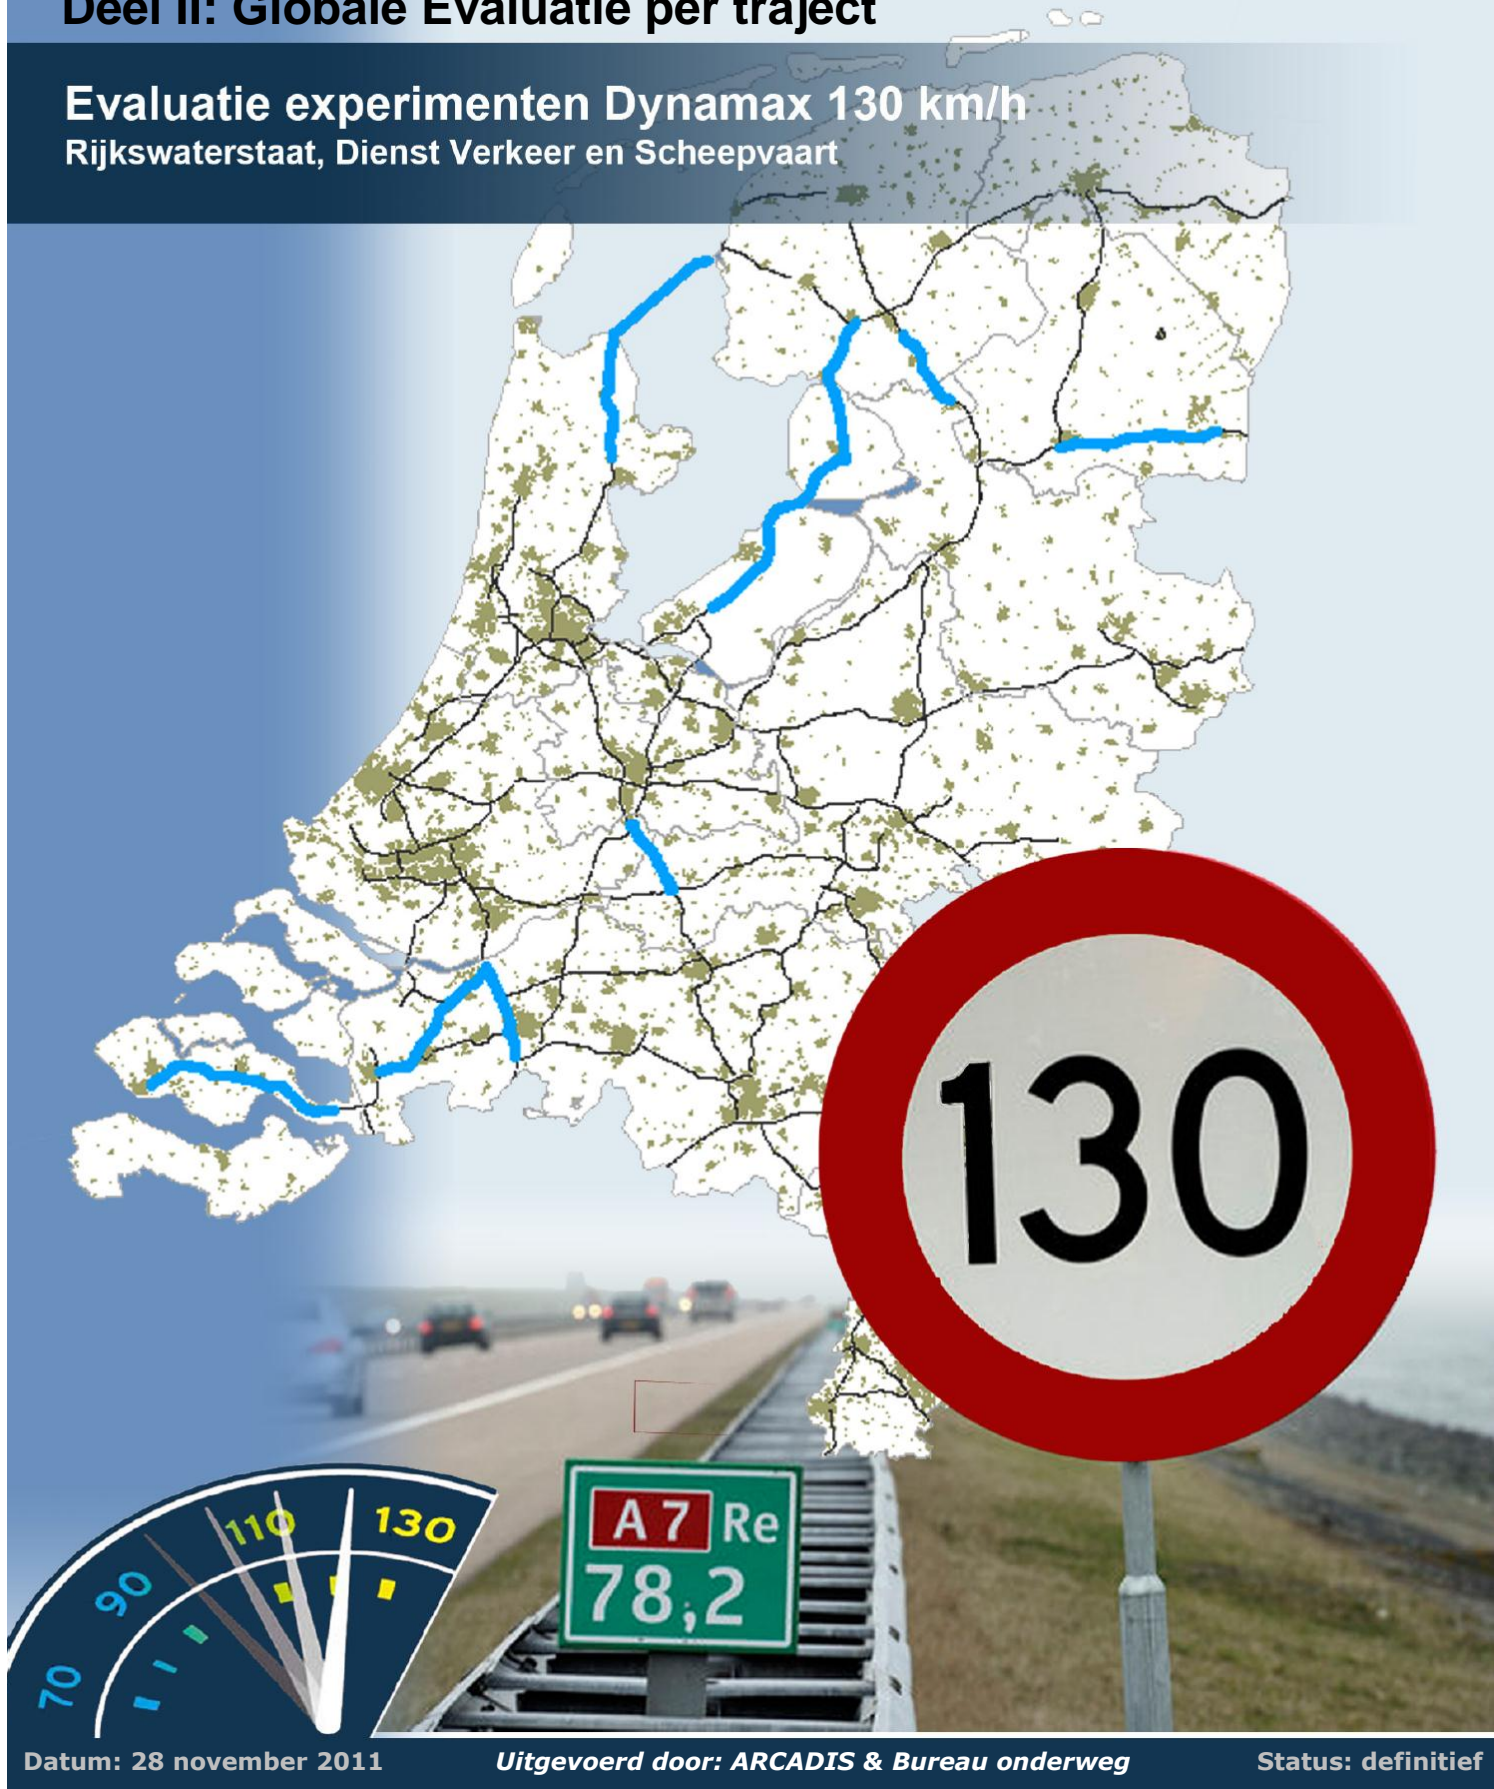 Deel II: Globale Evaluatie per traject
Evaluatie experimenten Dynamax 130 km/h
Rijkswaterstaat, Dienst Verkeer en Scheepvaart
130
A7 Re
78,2
70
90
110
130
Datum: 28 november 2011 Uitgevoerd door: ARCADIS & Bureau onderweg Status: definitief